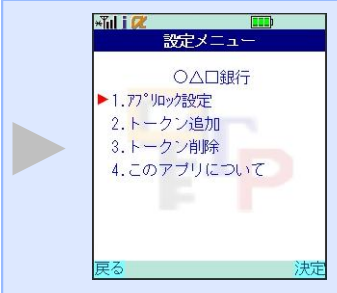 設定メニュー
○△□銀行
1.ｱﾌﾟﾘﾛｯｸ設定
2.トークン追加
3.トークン削除
4.このアプリについて
戻る 決定